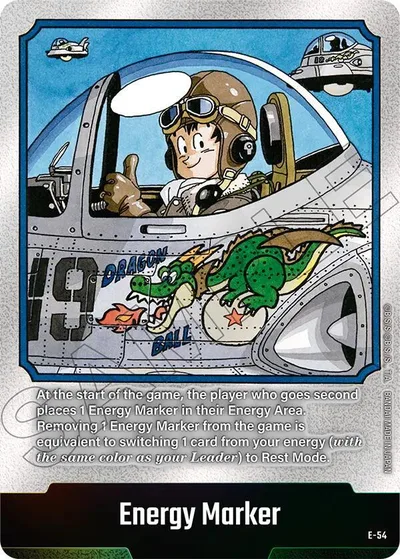 19
DRAGON
BALL
At the start of the game, the player who goes second
places 1 Energy Marker in their Energy Area.
Removing 1 Energy Marker from the game is
equivalent to switching 1 card from your energy (with
the same color as your Leader) to Rest Mode.
Energy Marker
E-54